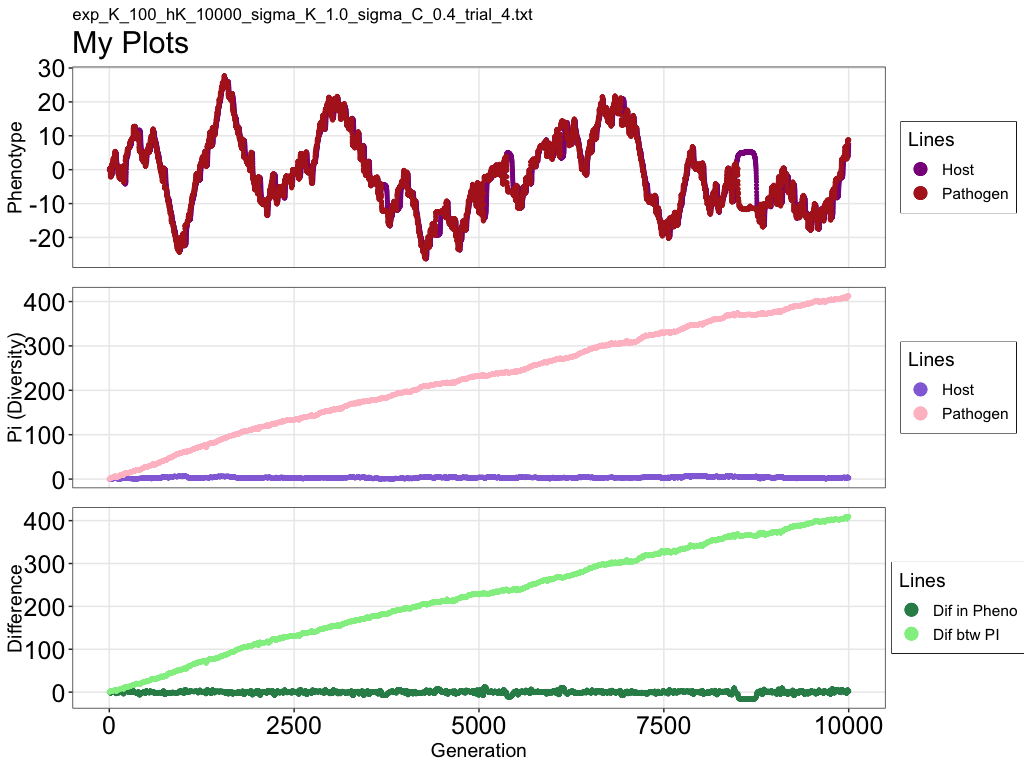 exp_K_100_hK_10000_sigma_K_1.0_sigma_C_0.4_trial_4.txt
My Plots
Phenotype
30
20
10
0
-10
-20
Lines
Host
Pathogen
Pi (Diversity)
400
300
200
100
0
Lines
Host
Pathogen
Difference
400
300
200
100
0
Lines
Dif in Pheno
Dif btw PI
0 2500 5000 7500 10000
Generation